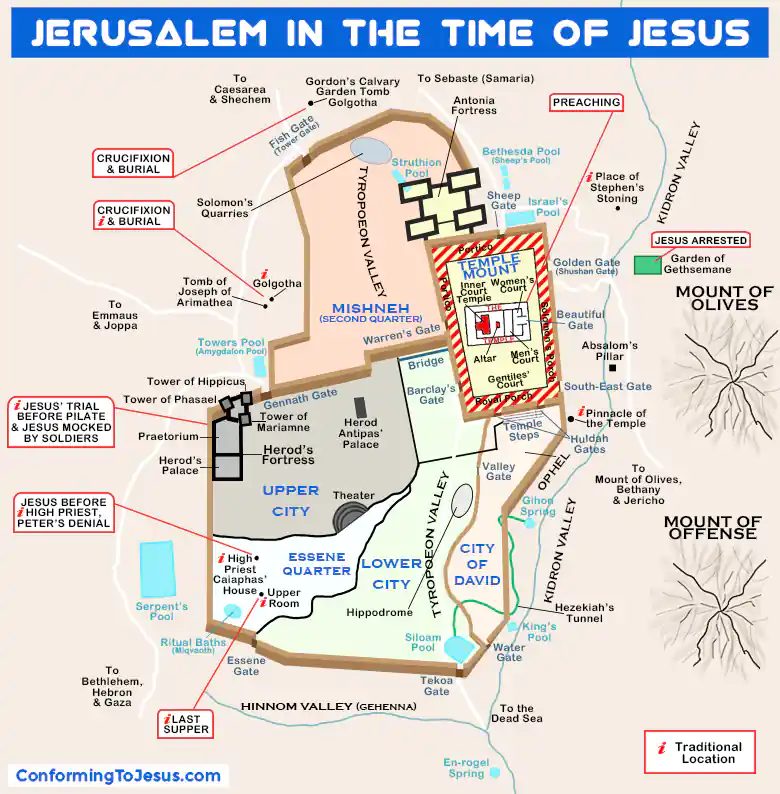 JERUSALEM IN THE TIME OF JESUS
To
Caesarea
& Shechem
Gordon's Calvary
Garden Tomb
Golgotha
To Sebaste (Samaria)
Antonia
Fortress
PREACHING
Fish Gate
(Tower Gate)
CRUCIFIXION
& BURIAL
Struthion
Pool
Bethesda Pool
(Sheep's Pool)
KIDRON VALLEY
i Place of
Stephen's
Stoning
Solomon's
Quarries
TYROPOEON VALLEY
Sheep
Gate
Israel's
Pool
CRUCIFIXION
i & BURIAL
JESUS ARRESTED
Garden of
Gethsemane
Portico
TEMPLE
MOUNT
Golden Gate
(Shushan Gate)
i
Golgotha
Tomb of
Joseph of
Arimathea
Portico
Inner
Court
Women's
Court
Temple
THE
TEMPLE
Solomon's Porch
MOUNT OF
OLIVES
To
Emmaus
& Joppa
MISHNEH
(SECOND QUARTER)
Beautiful
Gate
Warren's Gate
Towers Pool
(Amygdalon Pool)
Altar
Men's
Court
Absalom's
Pillar
Bridge
Gentiles'
Court
Tower of Hippicus
Tower of Phasael
Gennath Gate
Barclay's
Gate
South-East Gate
Royal Porch
i JESUS' TRIAL
BEFORE PILATE
& JESUS MOCKED
BY SOLDIERS
Tower of
Mariamne
Herod
Antipas'
Palace
Temple
Steps
i Pinnacle of
the Temple
Praetorium
Huldah
Gates
Herod's
Palace
Herod's
Fortress
Valley
Gate
OPHEL
To
Mount of Olives,
Bethany
& Jericho
UPPER
CITY
Theater
TYROPOEON VALLEY
Gihon
Spring
KIDRON VALLEY
JESUS BEFORE
i HIGH PRIEST,
PETER'S DENIAL
MOUNT OF
OFFENSE
ESSENE
QUARTER
LOWER
CITY
CITY
OF
DAVID
i High
Priest
Caiaphas'
House
Upper
i Room
Hippodrome
Hezekiah's
Tunnel
Serpent's
Pool
Ritual Baths
(Miqvaoth)
Siloam
Pool
King's
Pool
Essene
Gate
Water
Gate
To
Bethlehem,
Hebron
& Gaza
Tekoa
Gate
HINNOM VALLEY (GEHENNA)
To the
Dead Sea
i LAST
SUPPER
i Traditional
Location
En-rogel
Spring
ConformingToJesus.com